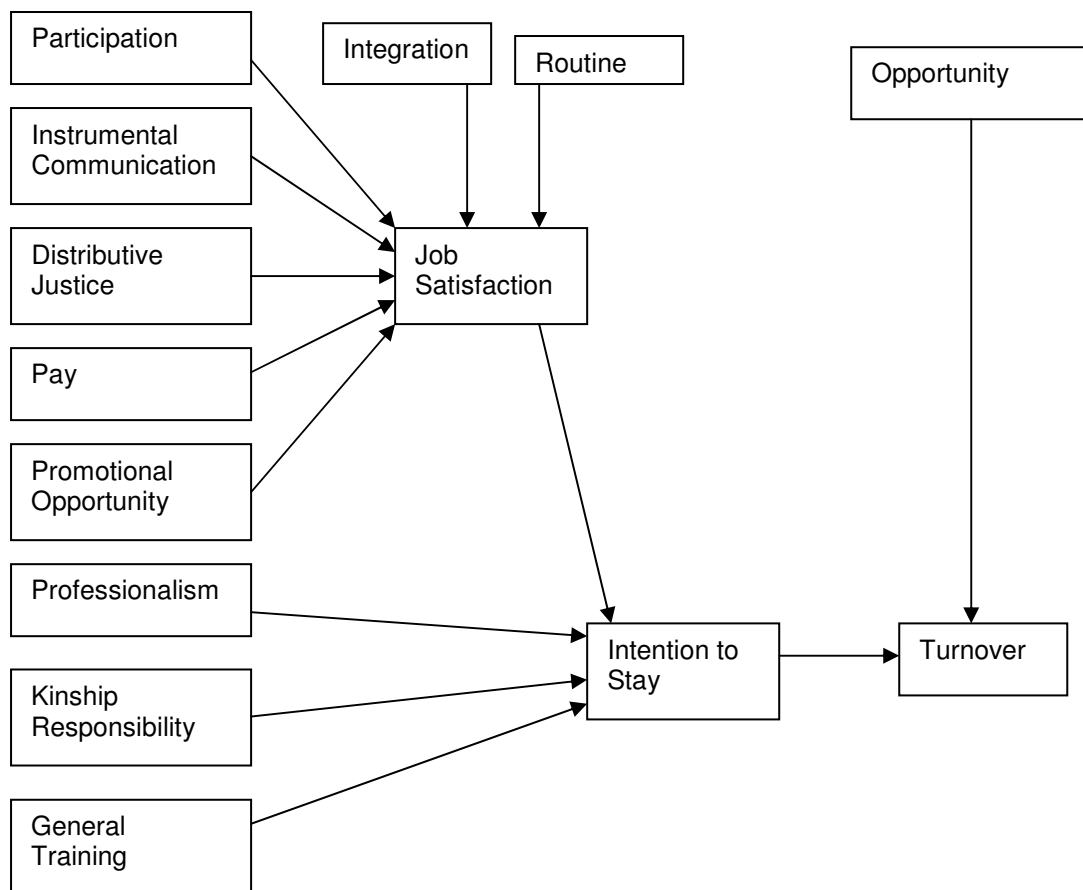 Participation
Integration
Routine
Opportunity
Instrumental
Communication
Distributive
Justice
Job
Satisfaction
Pay
Promotional
Opportunity
Professionalism
Intention to
Stay
Turnover
Kinship
Responsibility
General
Training